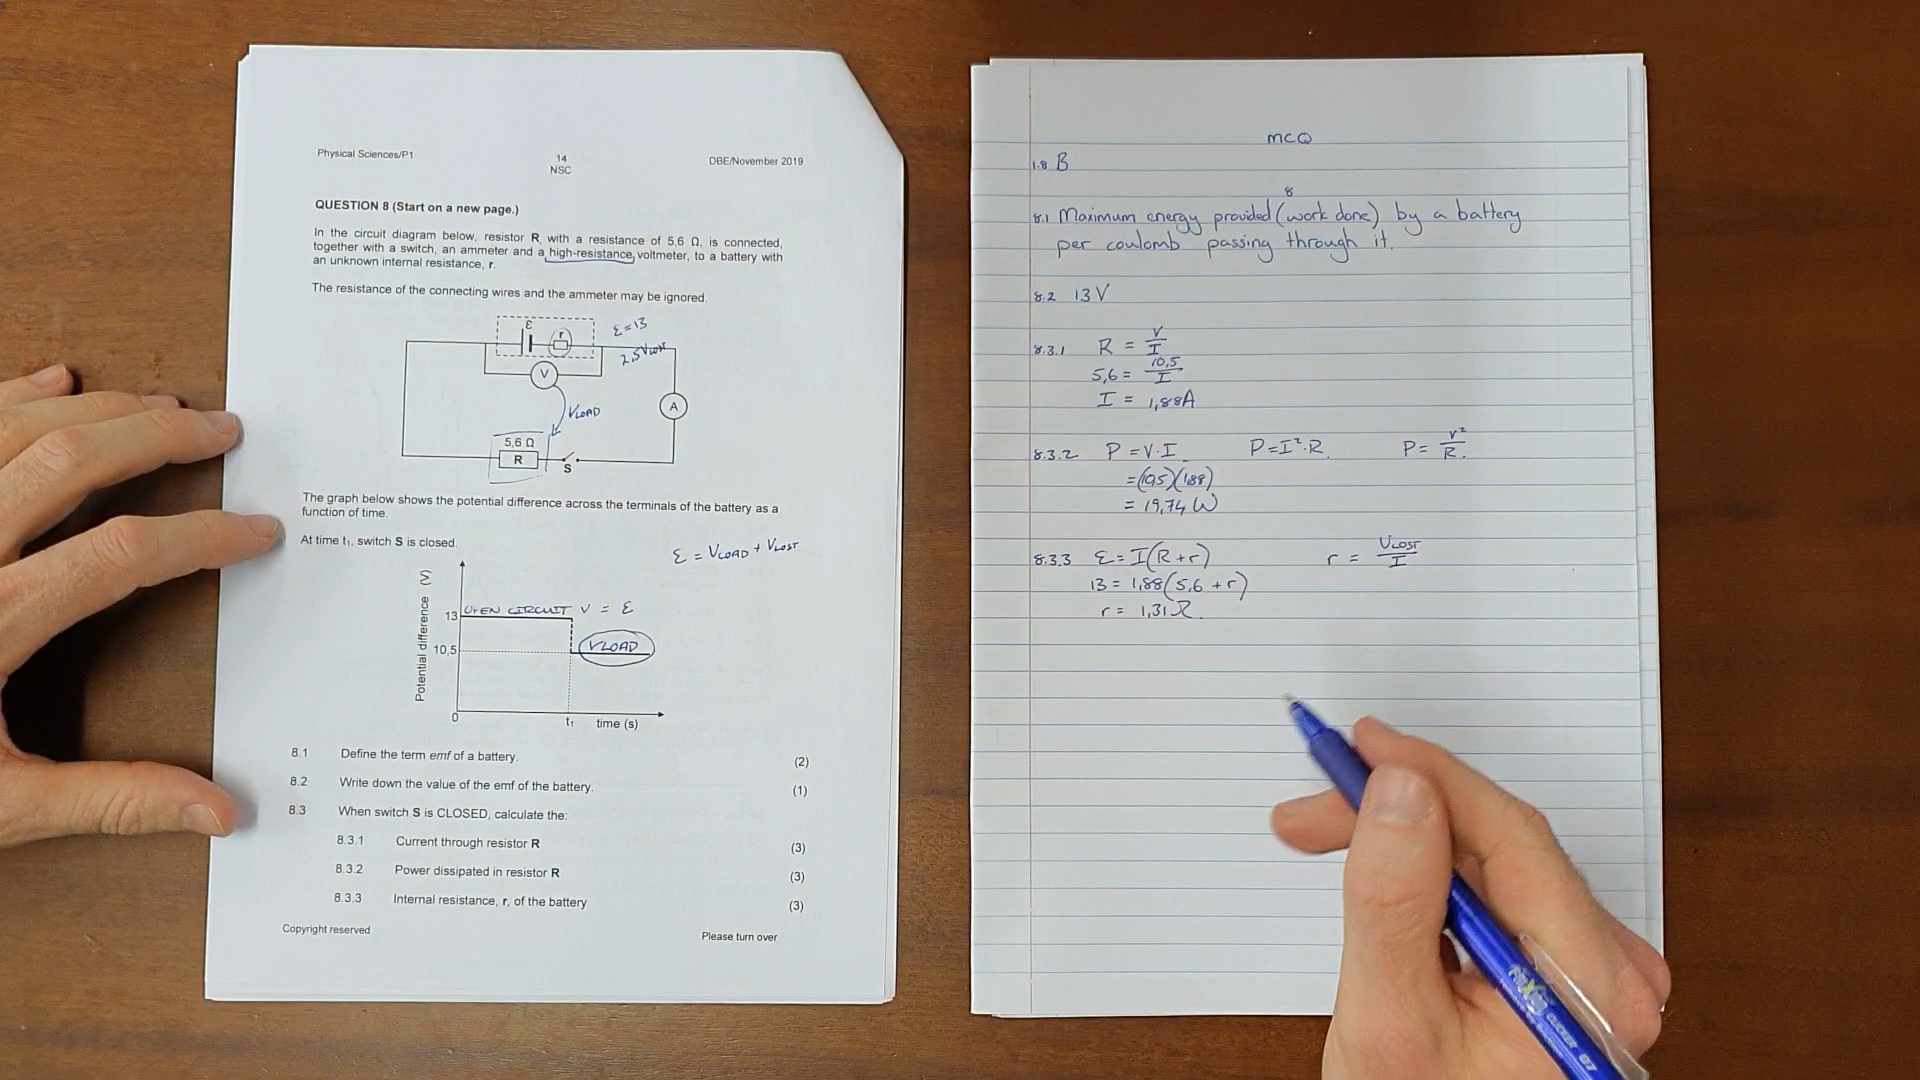 Physical Sciences/P1
14
NSC
DBE/November 2019
QUESTION 8 (Start on a new page.)
In the circuit diagram below, resistor R, with a resistance of 5,6 Ω, is connected,
together with a switch, an ammeter and a high-resistance voltmeter, to a battery with
an unknown internal resistance, r.
The resistance of the connecting wires and the ammeter may be ignored.
ε
r
ε = 13
2,5 VLOST
V
VLOAD
A
5,6 Ω
R
S
The graph below shows the potential difference across the terminals of the battery as a
function of time.
At time t₁, switch S is closed.
ε = VLOAD + VLOST
Potential difference (V)
13
OPEN CIRCUIT V = ε
10,5
VLOAD
0
t₁
time (s)
8.1 Define the term emf of a battery. (2)
8.2 Write down the value of the emf of the battery. (1)
8.3 When switch S is CLOSED, calculate the:
8.3.1 Current through resistor R (3)
8.3.2 Power dissipated in resistor R (3)
8.3.3 Internal resistance, r, of the battery (3)
Copyright reserved
Please turn over
MCQ
1.8 B
8
8.1 Maximum energy provided (work done) by a battery
per coulomb passing through it.
8.2 13 V
8.3.1 R = V/I
5,6 = 10,5/I
I = 1,88A
8.3.2 P = V·I P = I²·R P = V²/R
= (10,5)(1,88)
= 19,74 W
8.3.3 ε = I(R + r) r = VLOST/I
13 = 1,88(5,6 + r)
r = 1,31Ω
CLICKER 07